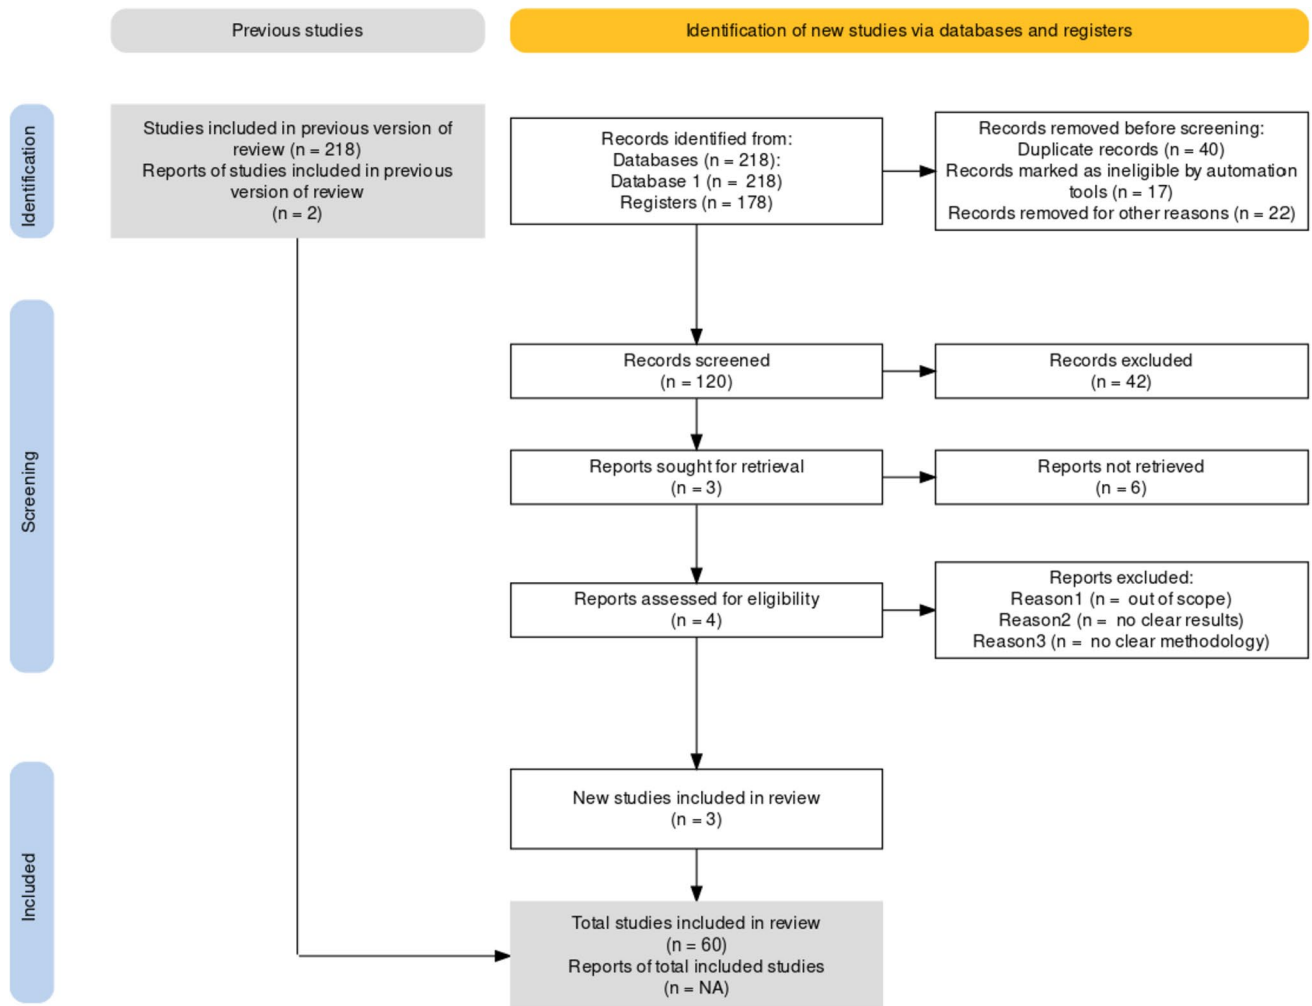 Previous studies
Identification of new studies via databases and registers
Identification
Studies included in previous version of
review (n = 218)
Reports of studies included in previous
version of review
(n = 2)
Records identified from:
Databases (n = 218):
Database 1 (n = 218)
Registers (n = 178)
Records removed before screening:
Duplicate records (n = 40)
Records marked as ineligible by automation
tools (n = 17)
Records removed for other reasons (n = 22)
Screening
Records screened
(n = 120)
Records excluded
(n = 42)
Reports sought for retrieval
(n = 3)
Reports not retrieved
(n = 6)
Reports assessed for eligibility
(n = 4)
Reports excluded:
Reason1 (n = out of scope)
Reason2 (n = no clear results)
Reason3 (n = no clear methodology)
Included
New studies included in review
(n = 3)
Total studies included in review
(n = 60)
Reports of total included studies
(n = NA)